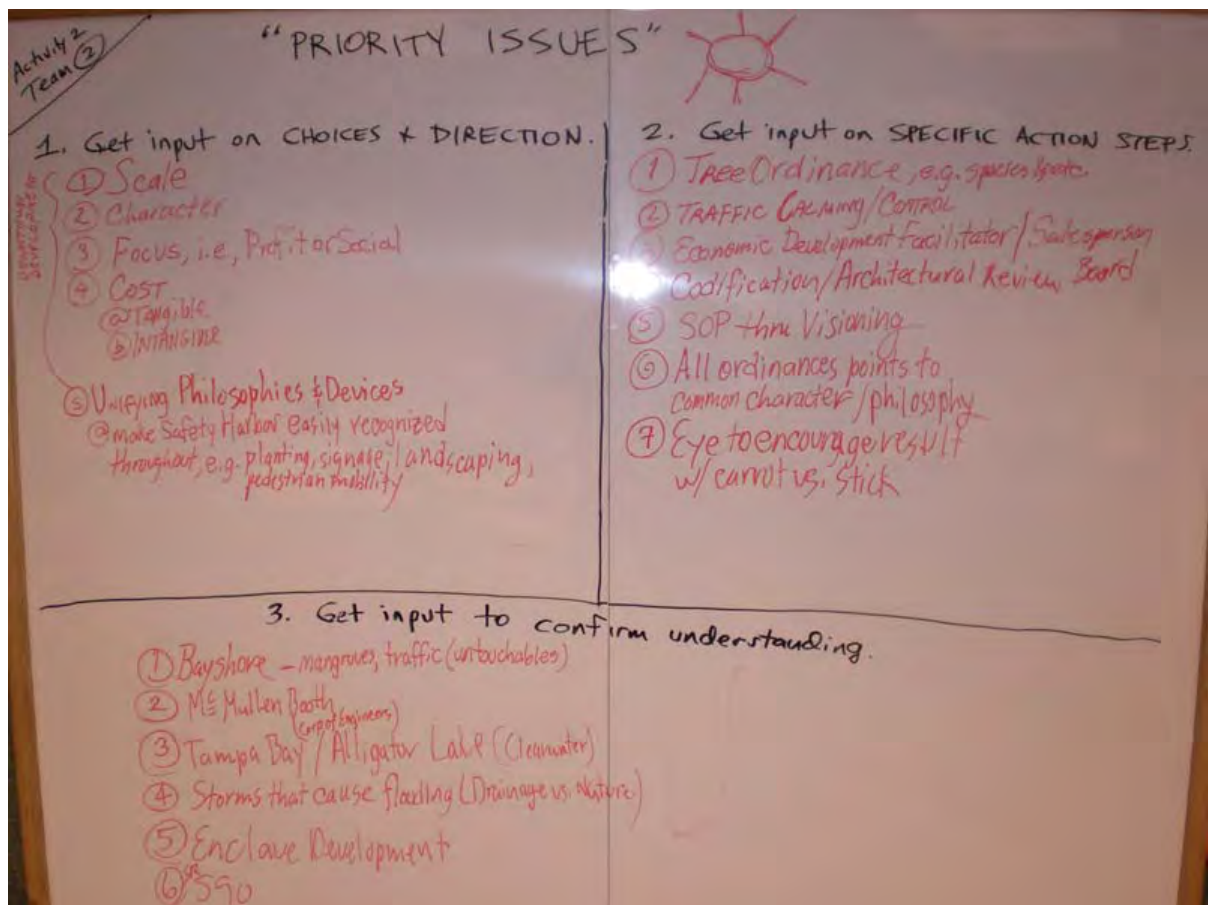 Activity 2
Team 2
"PRIORITY ISSUES"
1. Get input on CHOICES & DIRECTION.
DOWNTOWN
① Scale
② Character
③ Focus, i.e, Profit or Social
④ COST
ⓐ Tangible
ⓑ INTANGIBLE
⑤ Unifying Philosophies & Devices
ⓐ make Safety Harbor easily recognized
throughout, e.g. planting, signage, landscaping,
pedestrian mobility
2. Get input on SPECIFIC ACTION STEPS.
① TREE Ordinance, e.g. species
② TRAFFIC CALMING/CONTROL
Economic Development Facilitator/Salesperson
Codification/Architectural Review Board
⑤ SOP thru Visioning
⑥ All ordinances points to
common character/philosophy
⑦ Eye to encourage result
w/ carrot vs. stick
3. Get input to confirm understanding.
① Bayshore – mangroves, traffic (untouchables)
② McMullen Booth
(Corp of Engineers)
③ Tampa Bay / Alligator Lake (Clearwater)
④ Storms that cause flooding (Drainage vs. Nature)
⑤ Enclave Development
⑥ SR 590